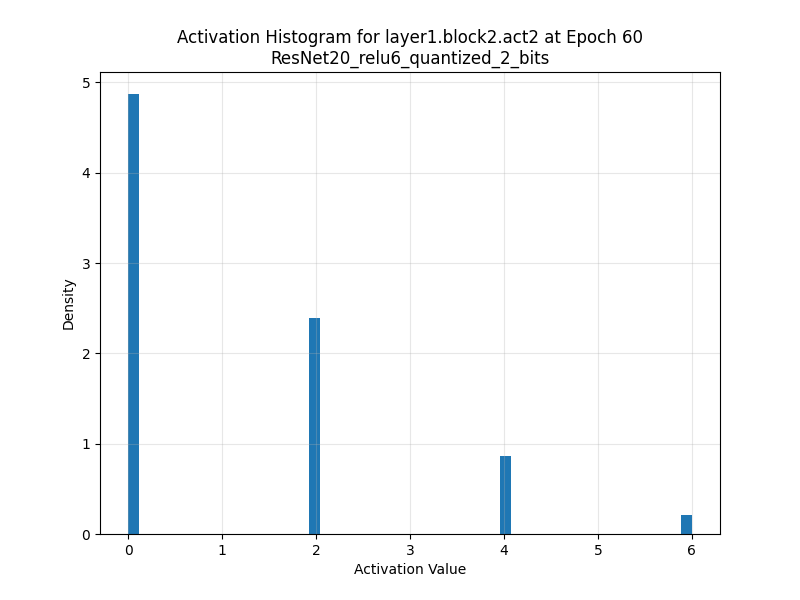 Activation Histogram for layer1.block2.act2 at Epoch 60
ResNet20_relu6_quantized_2_bits
5
4
3
2
1
0
Density
0 1 2 3 4 5 6
Activation Value